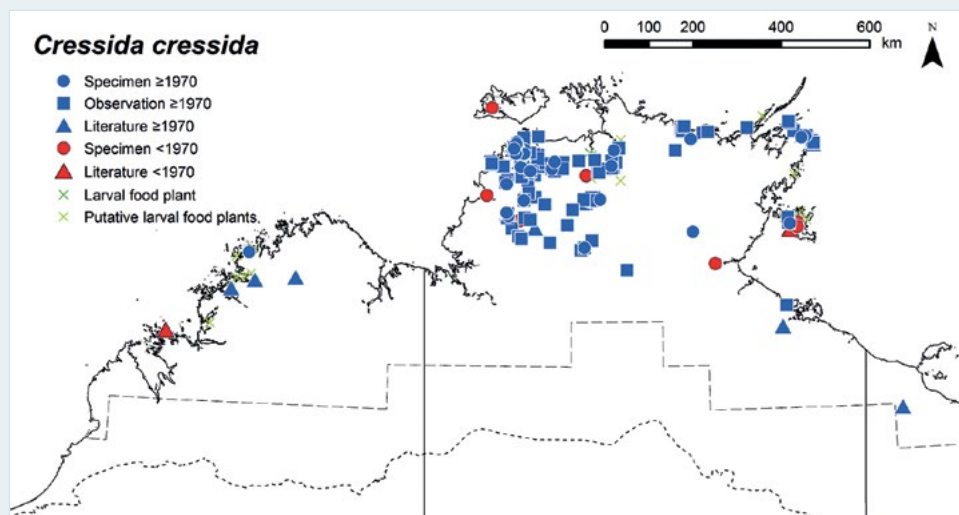 Cressida cressida
Specimen ≥1970
Observation ≥1970
Literature ≥1970
Specimen <1970
Literature <1970
Larval food plant
Putative larval food plants.
0 100 200 400 600
km
N